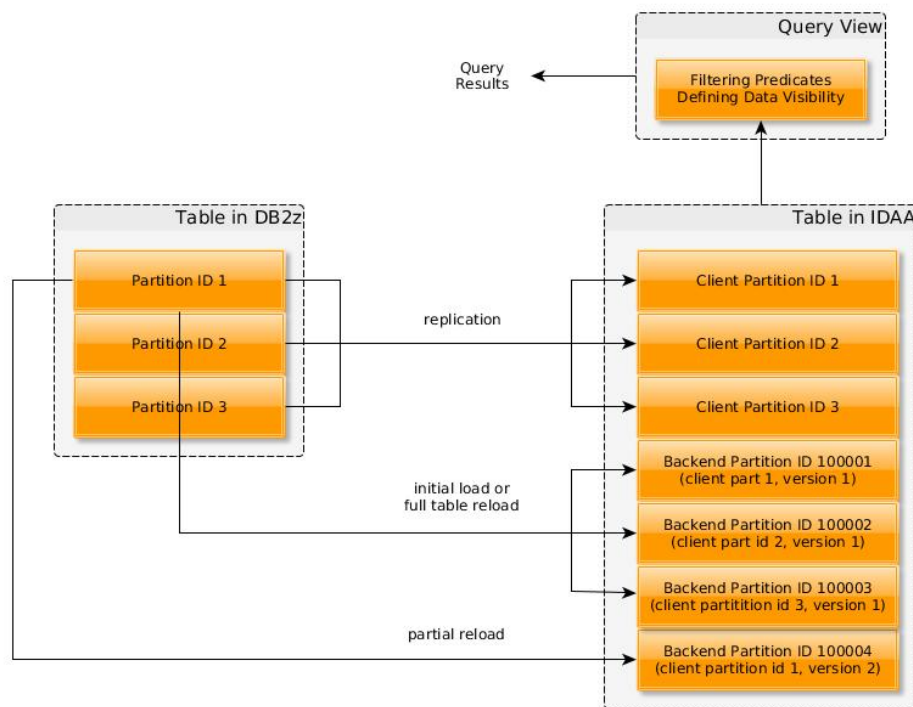 Query View
Query
Results
Filtering Predicates
Defining Data Visibility
Table in DB2z
Table in IDAA
Partition ID 1
Partition ID 2
Partition ID 3
replication
Client Partition ID 1
Client Partition ID 2
Client Partition ID 3
initial load or
full table reload
Backend Partition ID 100001
(client part 1, version 1)
Backend Partition ID 100002
(client part id 2, version 1)
Backend Partition ID 100003
(client partitition id 3, version 1)
partial reload
Backend Partition ID 100004
(client partition id 1, version 2)